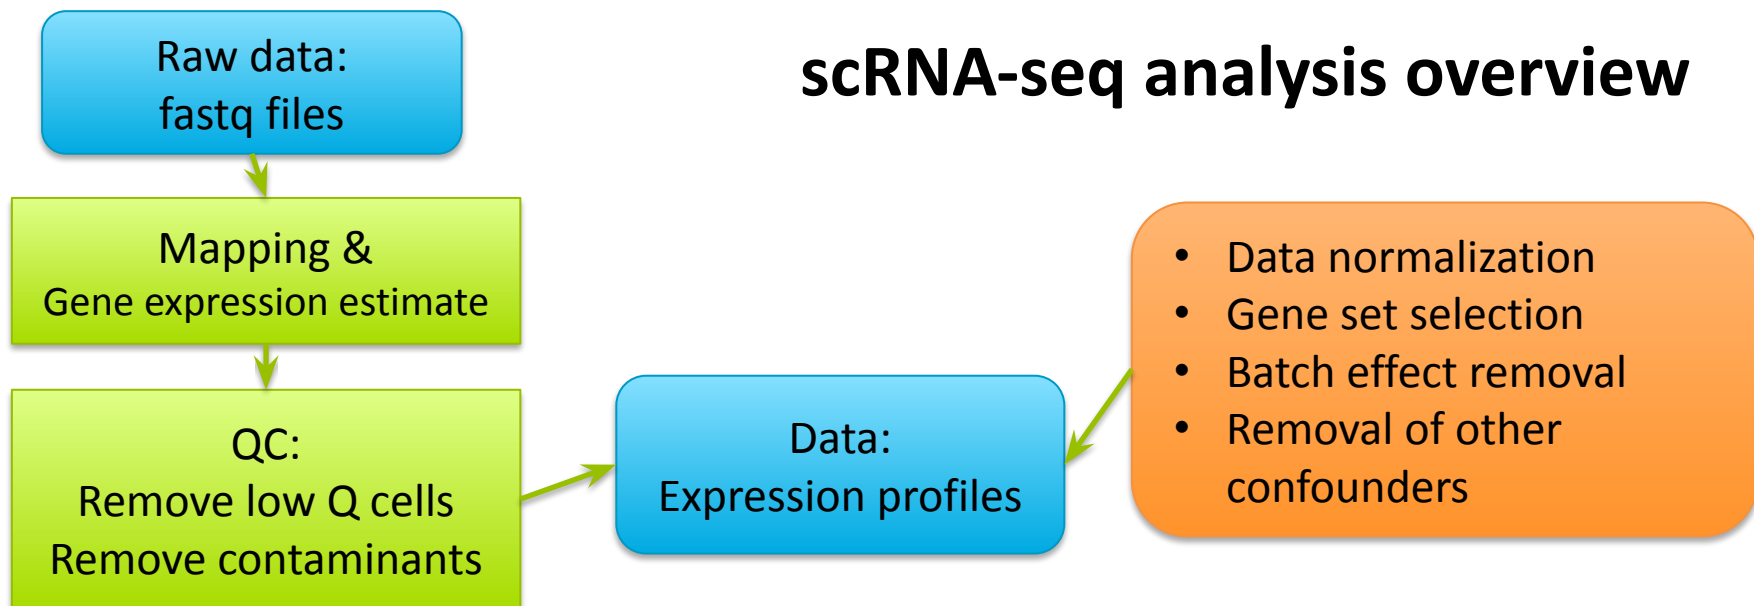 scRNA-seq analysis overview
Raw data:
fastq files
Mapping &
Gene expression estimate
QC:
Remove low Q cells
Remove contaminants
Data:
Expression profiles
• Data normalization
• Gene set selection
• Batch effect removal
• Removal of other
confounders